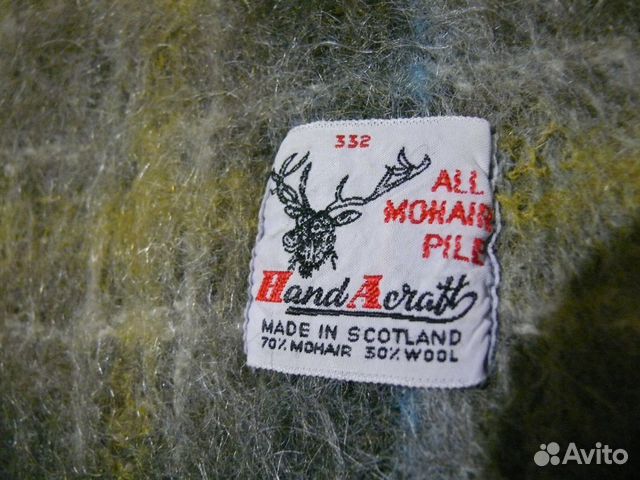 332
ALL
MOHAIR
PILE
HandAcraft
MADE IN SCOTLAND
70% MOHAIR 30% WOOL
Avito